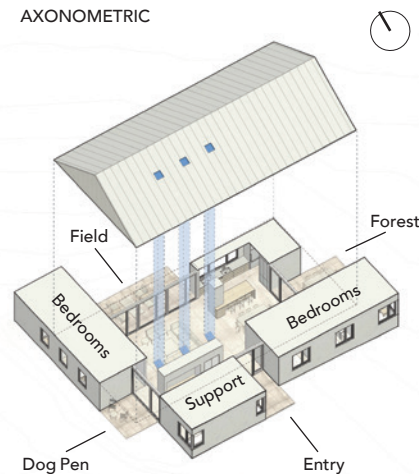 AXONOMETRIC
Field
Forest
Bedrooms
Bedrooms
Support
Dog Pen
Entry